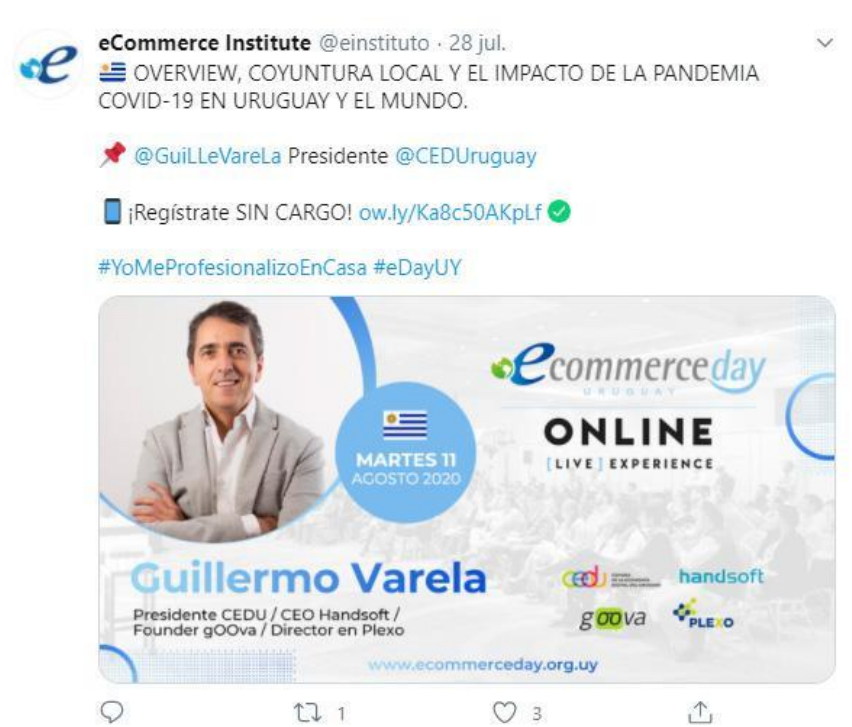 eCommerce Institute @einstituto · 28 jul.
OVERVIEW, COYUNTURA LOCAL Y EL IMPACTO DE LA PANDEMIA
COVID-19 EN URUGUAY Y EL MUNDO.
@GuiLLeVareLa Presidente @CEDUruguay
¡Regístrate SIN CARGO! ow.ly/Ka8c50AKpLf
#YoMeProfesionalizoEnCasa #eDayUY
ecommerceday
URUGUAY
ONLINE
[LIVE] EXPERIENCE
MARTES 11
AGOSTO 2020
Guillermo Varela
Presidente CEDU / CEO Handsoft /
Founder gOOva / Director en Plexo
cedu
handsoft
goova
PLEXO
www.ecommerceday.org.uy
1
3